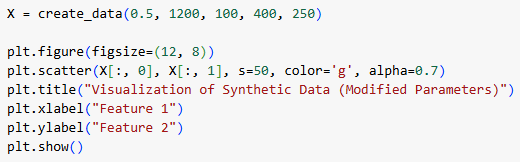 X = create_data(0.5, 1200, 100, 400, 250)
plt.figure(figsize=(12, 8))
plt.scatter(X[:, 0], X[:, 1], s=50, color='g', alpha=0.7)
plt.title("Visualization of Synthetic Data (Modified Parameters)")
plt.xlabel("Feature 1")
plt.ylabel("Feature 2")
plt.show()